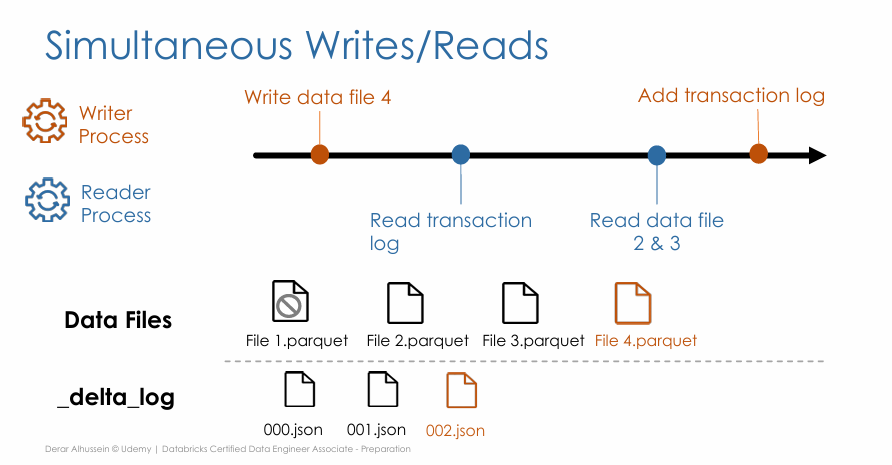 Simultaneous Writes/Reads
Writer
Process
Write data file 4
Add transaction log
Reader
Process
Read transaction
log
Read data file
2 & 3
Data Files
File 1.parquet
File 2.parquet
File 3.parquet
File 4.parquet
_delta_log
000.json
001.json
002.json
Derar Alhussein © Udemy | Databricks Certified Data Engineer Associate - Preparation